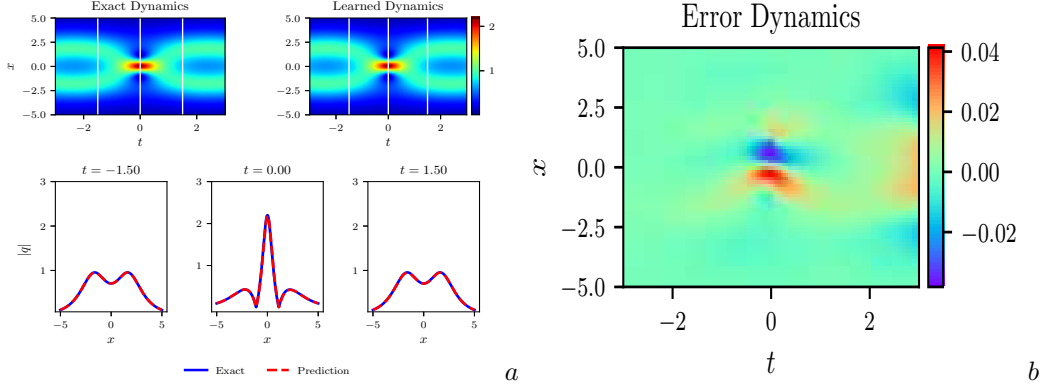 Exact Dynamics
5.0
2.5
0.0
−2.5
−5.0
x
−2
0
2
t
Learned Dynamics
5.0
2.5
0.0
−2.5
−5.0
−2
0
2
t
2
1
t = −1.50
3
2
1
|q|
−5
0
5
x
t = 0.00
3
2
1
−5
0
5
x
t = 1.50
3
2
1
−5
0
5
x
Exact
Prediction
a
Error Dynamics
5.0
2.5
0.0
−2.5
−5.0
x
−2
0
2
t
0.04
0.02
0.00
−0.02
b